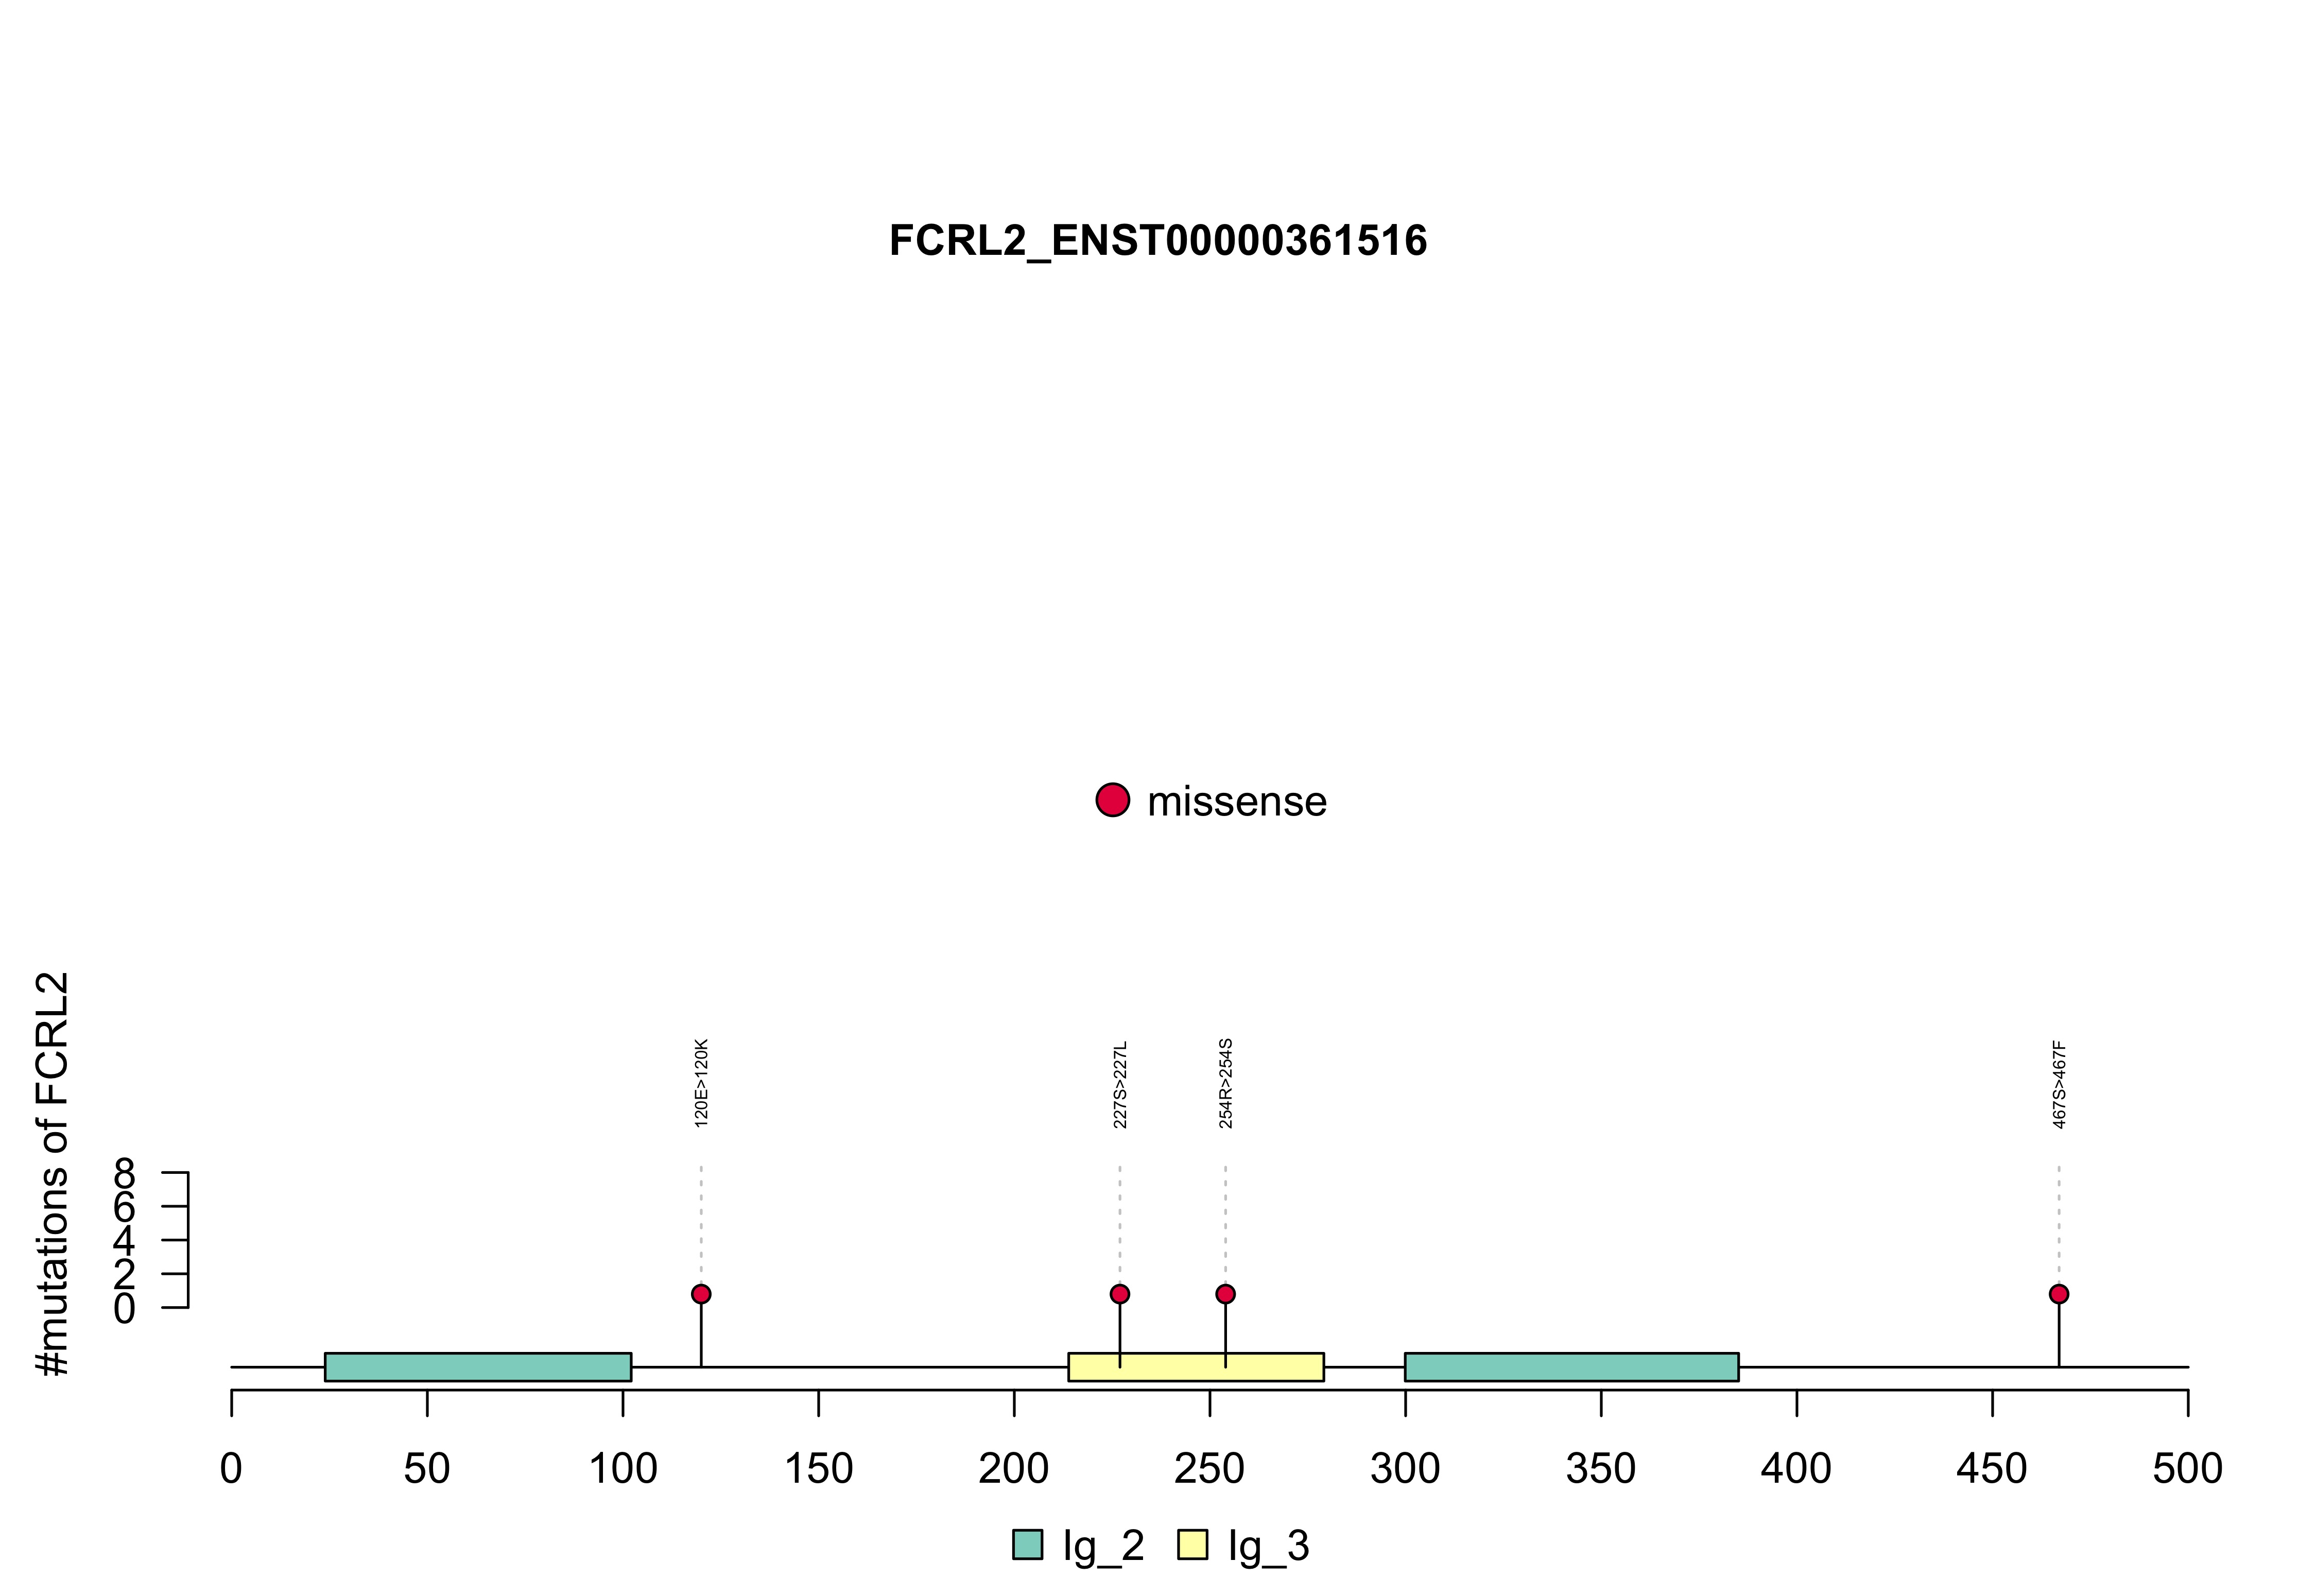 FCRL2_ENST00000361516
missense
#mutations of FCRL2
120E>120K
227S>227L
254R>254S
467S>467F
8
6
4
2
0
0 50 100 150 200 250 300 350 400 450 500
Ig_2 Ig_3